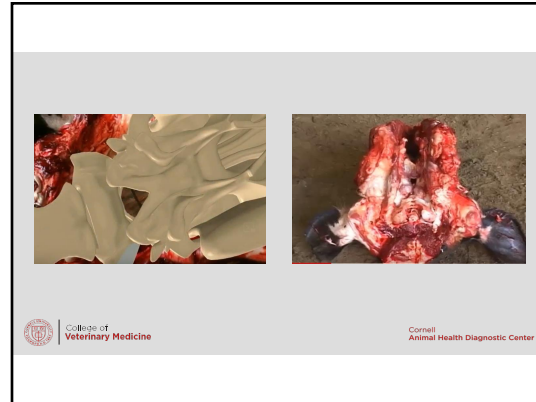 College of
Veterinary Medicine
Cornell
Animal Health Diagnostic Center